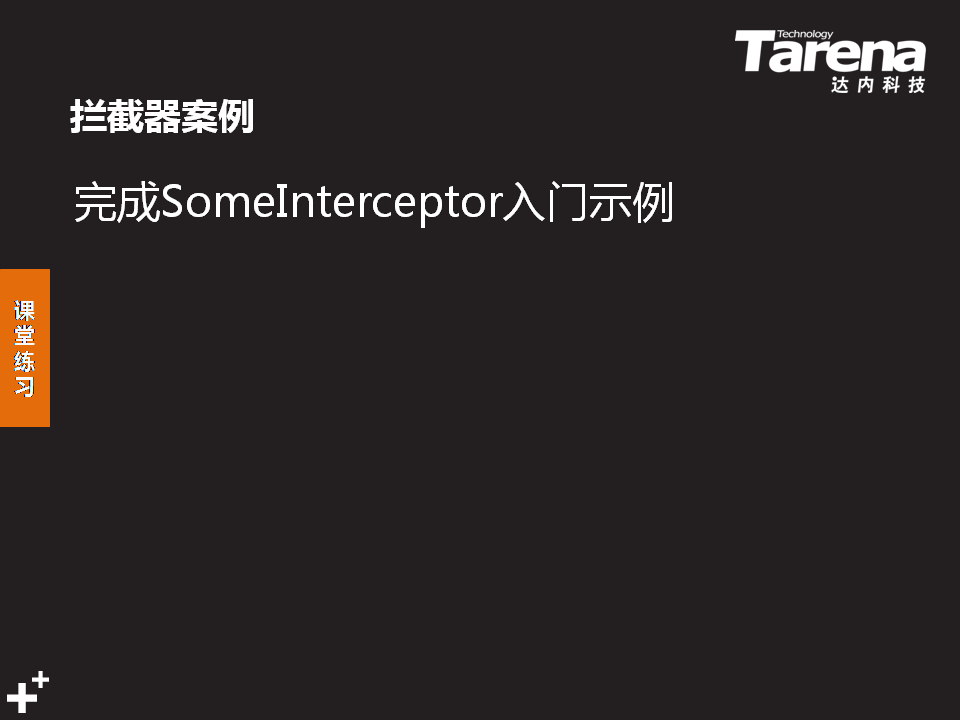 Technology
Tarena
达内科技
拦截器案例
完成SomeInterceptor入门示例
课堂练习